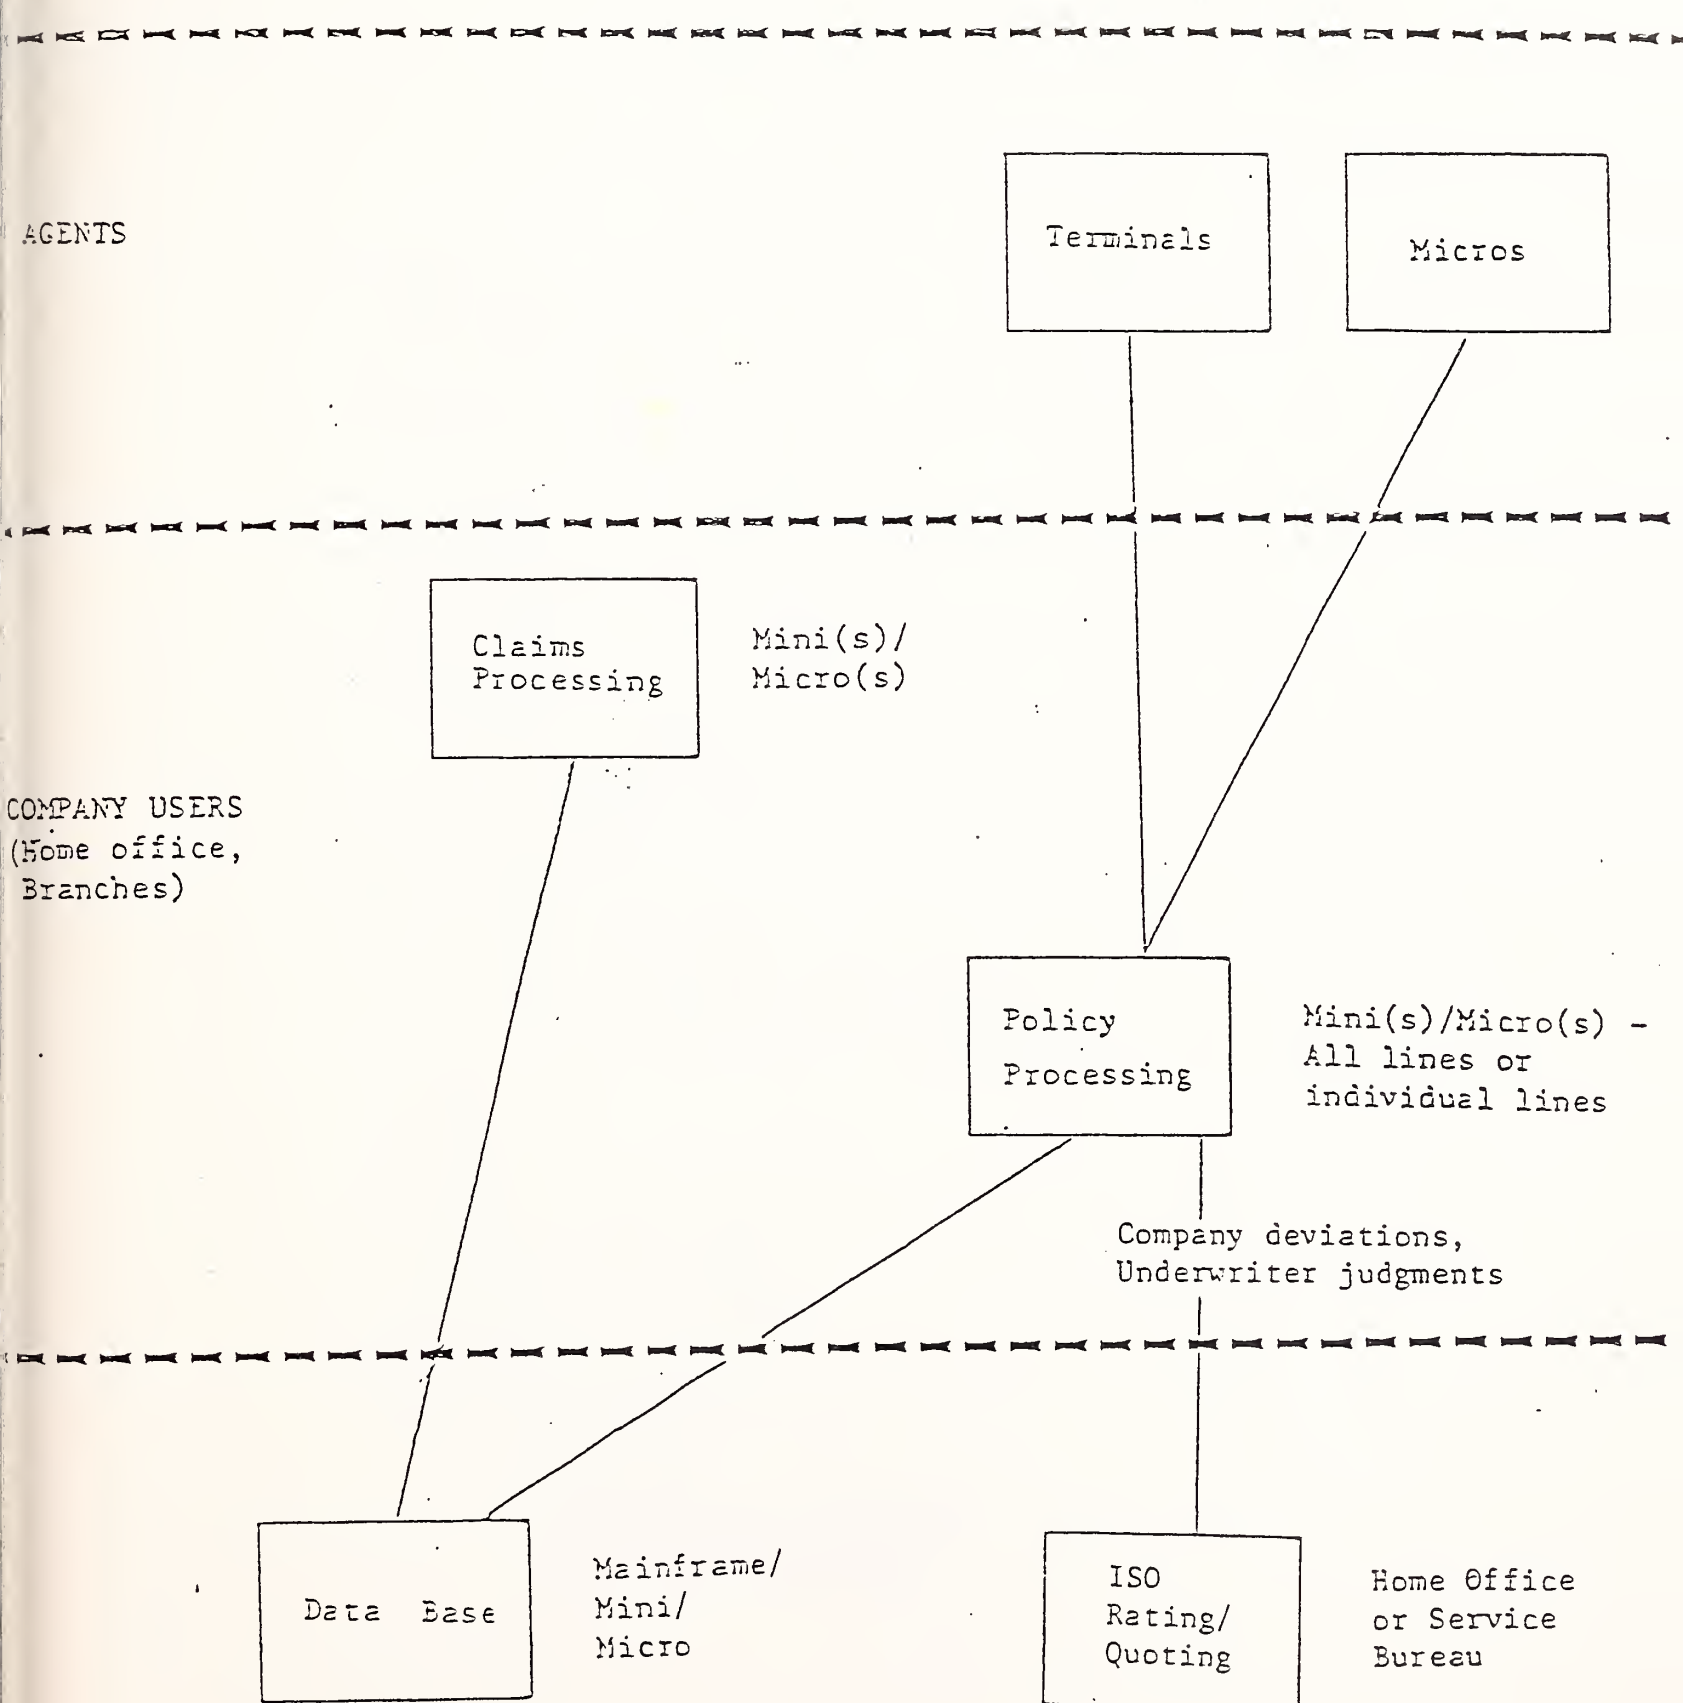 AGENTS
Terminals
Micros
Claims
Processing
Mini(s)/
Micro(s)
COMPANY USERS
(Home office,
Branches)
Policy
Processing
Mini(s)/Micro(s) -
All lines or
individual lines
Company deviations,
Underwriter judgments
Data Base
Mainframe/
Mini/
Micro
ISO
Rating/
Quoting
Home Office
or Service
Bureau